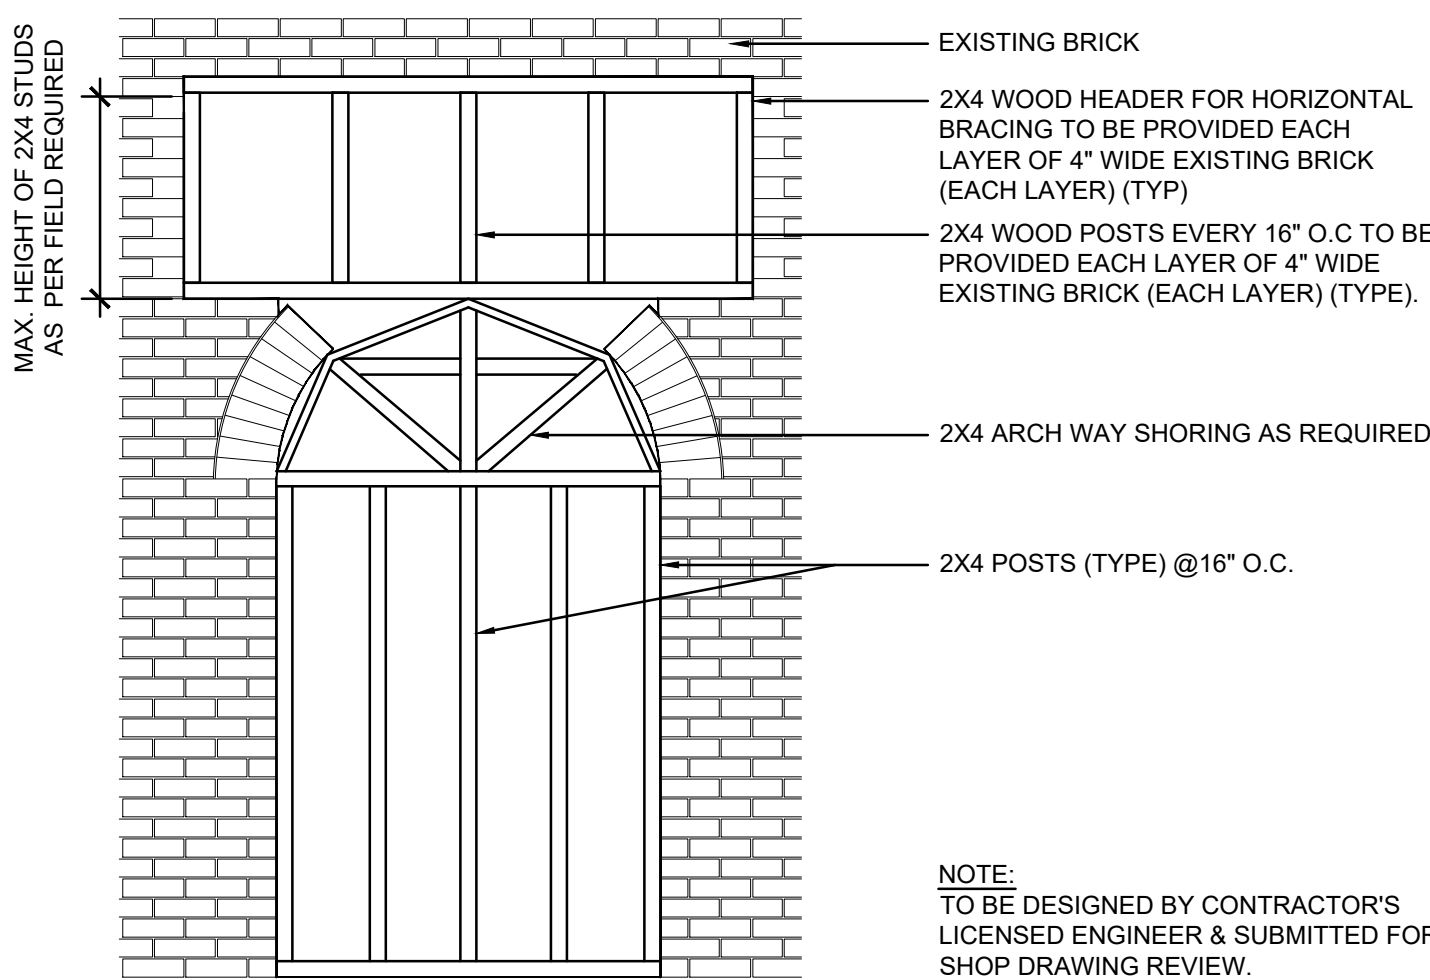 MAX. HEIGHT OF 2X4 STUDS
AS PER FIELD REQUIRED
EXISTING BRICK
2X4 WOOD HEADER FOR HORIZONTAL
BRACING TO BE PROVIDED EACH
LAYER OF 4" WIDE EXISTING BRICK
(EACH LAYER) (TYP)
2X4 WOOD POSTS EVERY 16" O.C TO BE
PROVIDED EACH LAYER OF 4" WIDE
EXISTING BRICK (EACH LAYER) (TYPE).
2X4 ARCH WAY SHORING AS REQUIRED
2X4 POSTS (TYPE) @16" O.C.
NOTE:
TO BE DESIGNED BY CONTRACTOR'S
LICENSED ENGINEER & SUBMITTED FOR
SHOP DRAWING REVIEW.